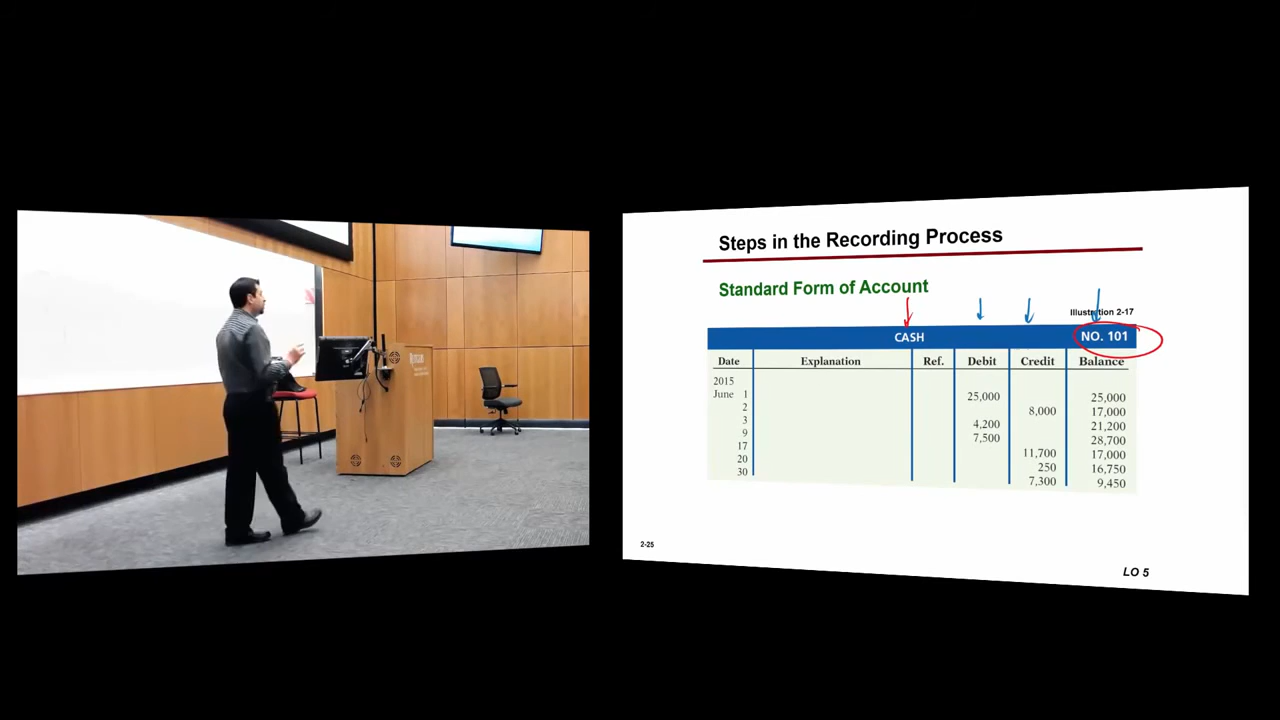 Steps in the Recording Process
Standard Form of Account
Illustration 2-17
CASH NO. 101
Date Explanation Ref. Debit Credit Balance
2015
June 1 25,000 25,000
2 8,000 17,000
3 4,200 21,200
9 7,500 28,700
17 11,700 17,000
20 250 16,750
30 7,300 9,450
2-25
LO 5